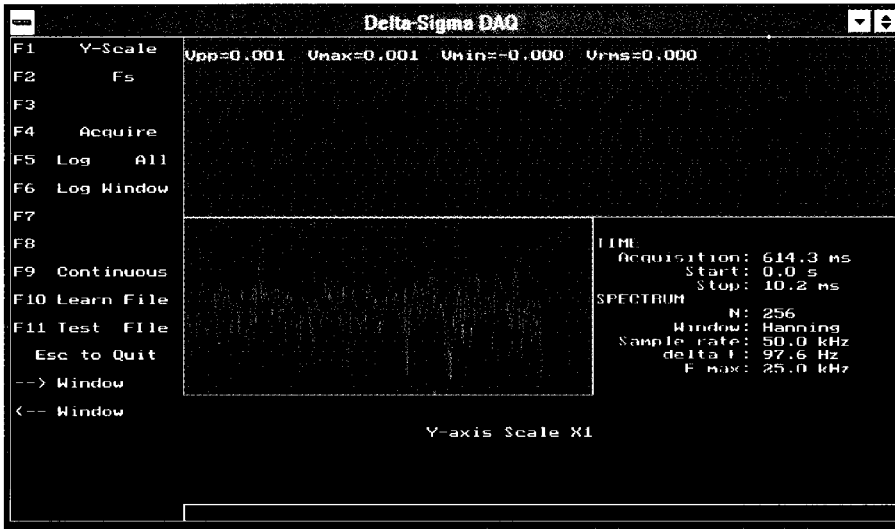 Delta-Sigma DAQ
F1 Y-Scale
F2 Fs
F3
F4 Acquire
F5 Log All
F6 Log Window
F7
F8
F9 Continuous
F10 Learn File
F11 Test FIle
Esc to Quit
--> Window
<-- Window
Vpp=0.001 Vmax=0.001 Vmin=-0.000 Vrms=0.000
TIME
Acquisition: 614.3 ms
Start: 0.0 s
Stop: 10.2 ms
SPECTRUM
N: 256
Window: Hanning
Sample rate: 50.0 kHz
delta F: 97.6 Hz
F max: 25.0 kHz
Y-axis Scale X1